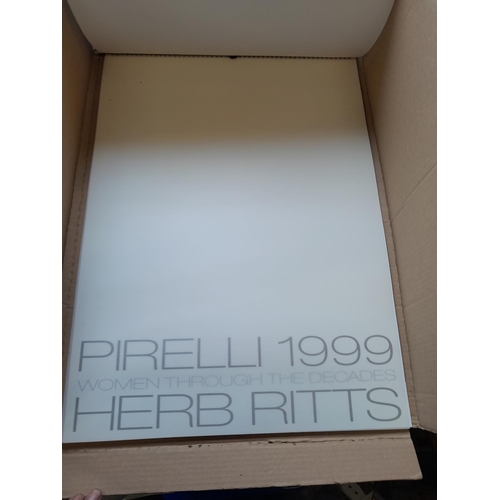 PIRELLI 1999
WOMEN THROUGH THE DECADES
HERB RITTS